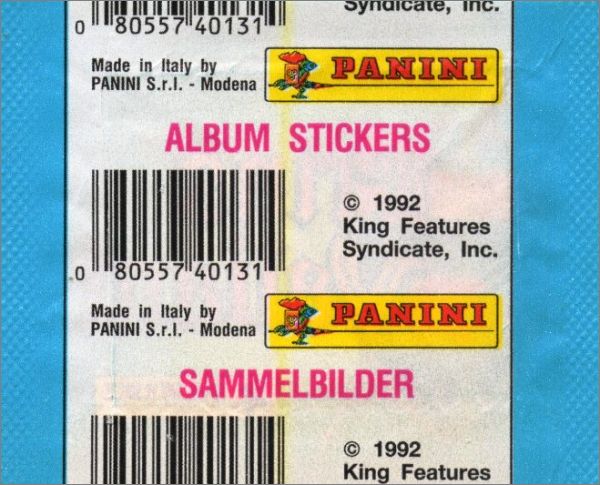 Syndicate, Inc.
0 80557 40131
Made in Italy by
PANINI S.r.l. - Modena
PANINI
ALBUM STICKERS
© 1992
King Features
Syndicate, Inc.
0 80557 40131
Made in Italy by
PANINI S.r.l. - Modena
PANINI
SAMMELBILDER
© 1992
King Features